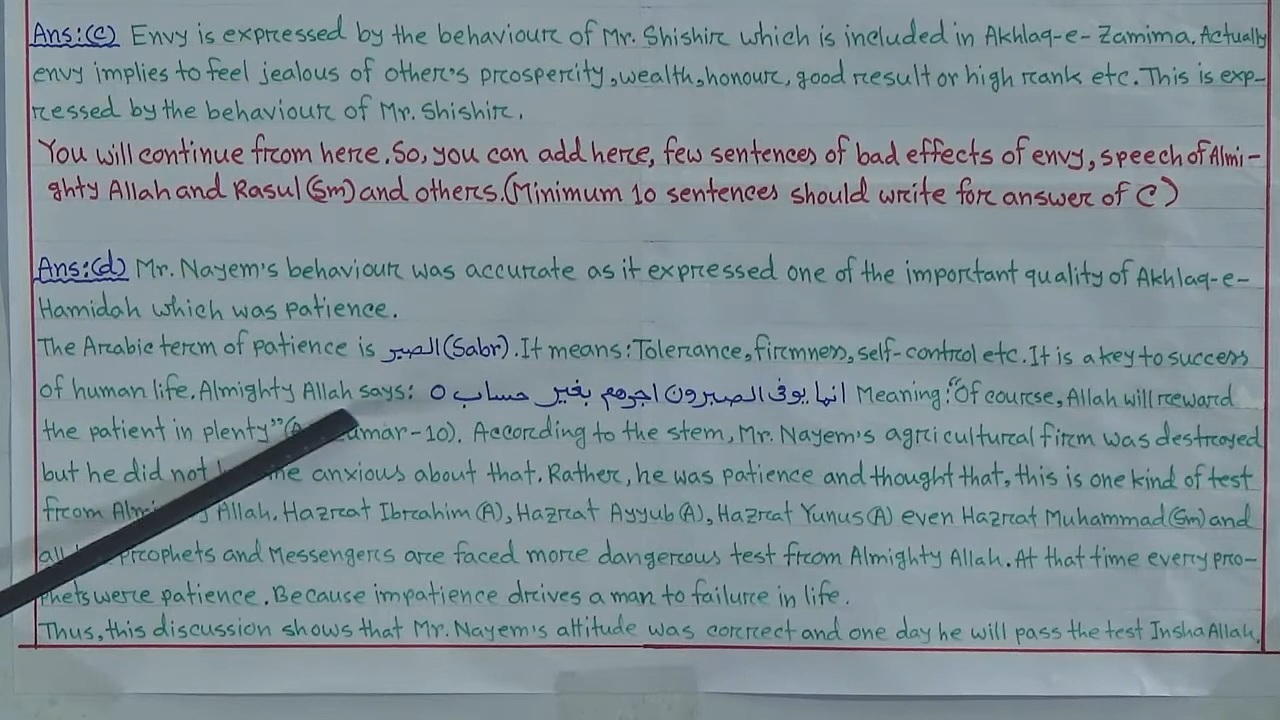 Ans:(c) Envy is expressed by the behaviour of Mr. Shishir which is included in Akhlaq-e-Zamima. Actually
envy implies to feel jealous of other's prosperity, wealth, honour, good result or high rank etc. This is exp-
ressed by the behaviour of Mr. Shishir.
You will continue from here. So, you can add here, few sentences of bad effects of envy, speech of Almi-
ghty Allah and Rasul (Sm) and others. (Minimum 10 sentences should write for answer of C)
Ans:(d) Mr. Nayem's behaviour was accurate as it expressed one of the important quality of Akhlaq-e-
Hamidah which was patience.
The Arabic term of patience is الصبر (Sabr). It means: Tolerance, firmness, self-control etc. It is a key to success
of human life. Almighty Allah says: انما يوفى الصبرون اجرهم بغير حساب ٥ Meaning: "Of course, Allah will reward
the patient in plenty" umar-10). According to the stem, Mr. Nayem's agricultural firm was destroyed
but he did not anxious about that. Rather, he was patience and thought that, this is one kind of test
from Allah. Hazrat Ibrahim (A), Hazrat Ayyub (A), Hazrat Yunus (A) even Hazrat Muhammad (Sm) and
all prophets and Messengers are faced more dangerous test from Almighty Allah. At that time every pro-
phets were patience. Because impatience drives a man to failure in life.
Thus, this discussion shows that Mr. Nayem's attitude was correct and one day he will pass the test InshaAllah.